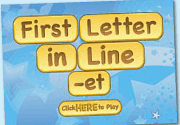 First Letter
in Line
-et
Click HERE to Play